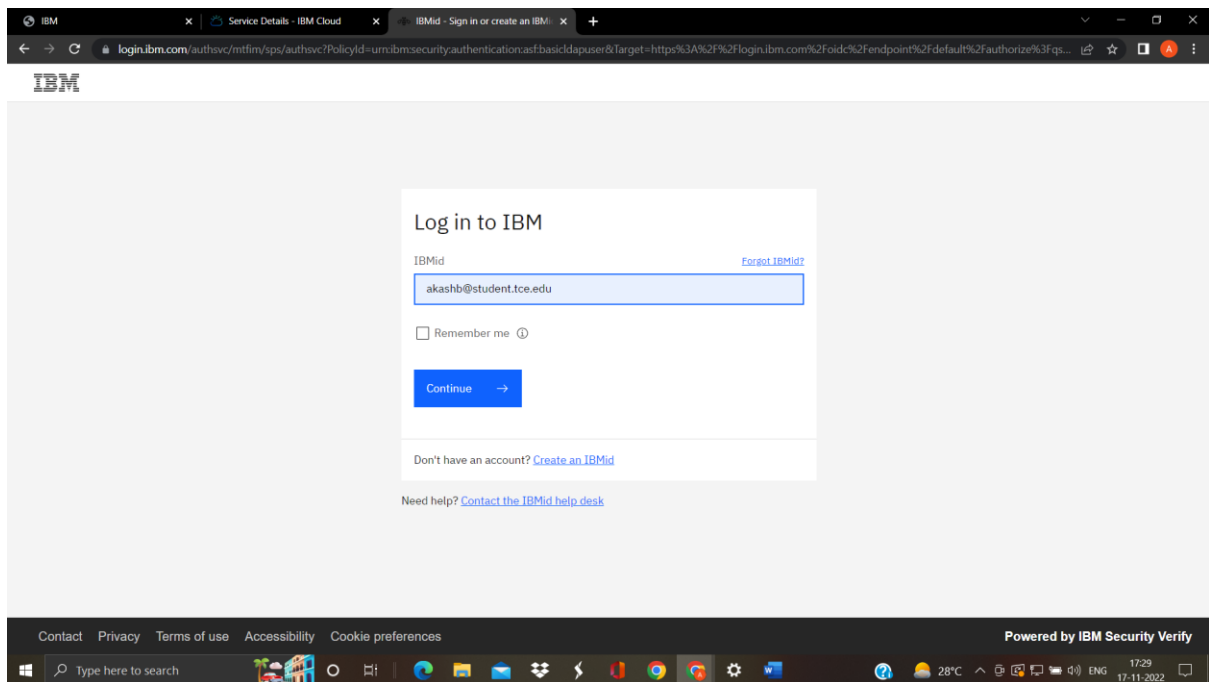 IBM
Service Details - IBM Cloud
IBMid - Sign in or create an IBMi
login.ibm.com/authsvc/mtfim/sps/authsvc?PolicyId=urn:ibm:security:authentication:asf:basicldapuser&Target=https%3A%2F%2Flogin.ibm.com%2Foidc%2Fendpoint%2Fdefault%2Fauthorize%3Fqs...
A
IBM
Log in to IBM
IBMid Forgot IBMid?
akashb@student.tce.edu
Remember me
Continue
Don't have an account? Create an IBMid
Need help? Contact the IBMid help desk
Contact Privacy Terms of use Accessibility Cookie preferences Powered by IBM Security Verify
Type here to search 28°C ENG 17:29
17-11-2022